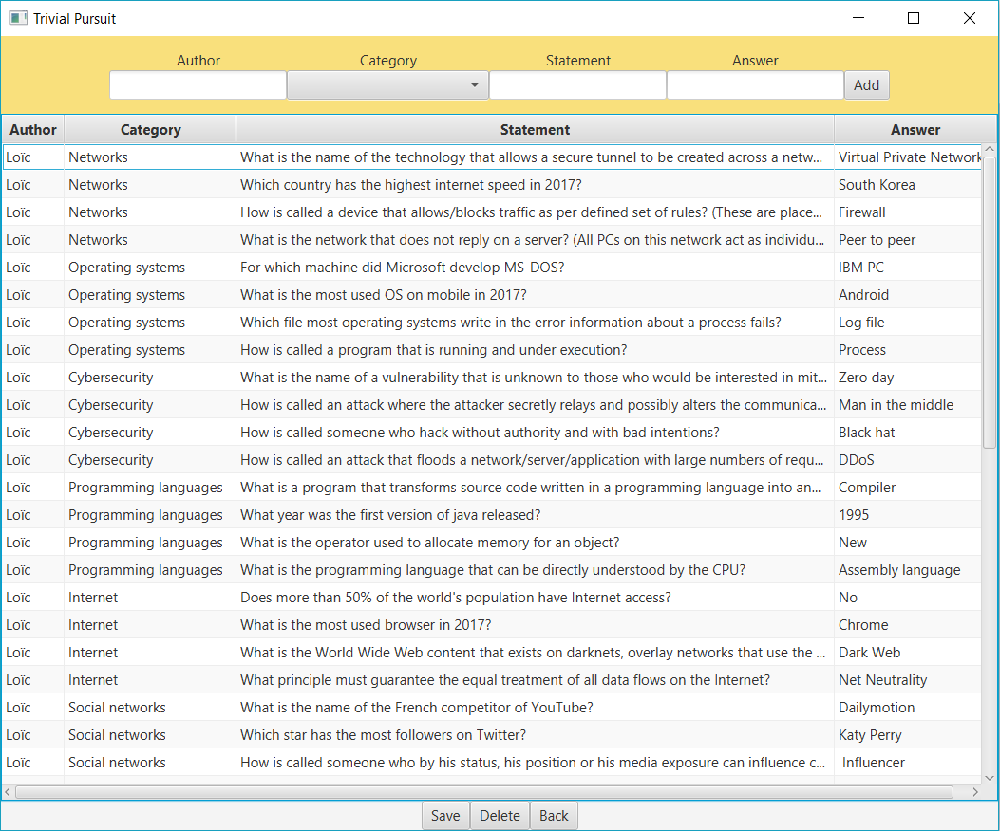 Trivial Pursuit
Author Category Statement Answer
Add
Author Category Statement Answer
Loïc Networks What is the name of the technology that allows a secure tunnel to be created across a netw... Virtual Private Network
Loïc Networks Which country has the highest internet speed in 2017? South Korea
Loïc Networks How is called a device that allows/blocks traffic as per defined set of rules? (These are place... Firewall
Loïc Networks What is the network that does not reply on a server? (All PCs on this network act as individu... Peer to peer
Loïc Operating systems For which machine did Microsoft develop MS-DOS? IBM PC
Loïc Operating systems What is the most used OS on mobile in 2017? Android
Loïc Operating systems Which file most operating systems write in the error information about a process fails? Log file
Loïc Operating systems How is called a program that is running and under execution? Process
Loïc Cybersecurity What is the name of a vulnerability that is unknown to those who would be interested in mit... Zero day
Loïc Cybersecurity How is called an attack where the attacker secretly relays and possibly alters the communica... Man in the middle
Loïc Cybersecurity How is called someone who hack without authority and with bad intentions? Black hat
Loïc Cybersecurity How is called an attack that floods a network/server/application with large numbers of requ... DDoS
Loïc Programming languages What is a program that transforms source code written in a programming language into an... Compiler
Loïc Programming languages What year was the first version of java released? 1995
Loïc Programming languages What is the operator used to allocate memory for an object? New
Loïc Programming languages What is the programming language that can be directly understood by the CPU? Assembly language
Loïc Internet Does more than 50% of the world's population have Internet access? No
Loïc Internet What is the most used browser in 2017? Chrome
Loïc Internet What is the World Wide Web content that exists on darknets, overlay networks that use the ... Dark Web
Loïc Internet What principle must guarantee the equal treatment of all data flows on the Internet? Net Neutrality
Loïc Social networks What is the name of the French competitor of YouTube? Dailymotion
Loïc Social networks Which star has the most followers on Twitter? Katy Perry
Loïc Social networks How is called someone who by his status, his position or his media exposure can influence c... Influencer
Save Delete Back